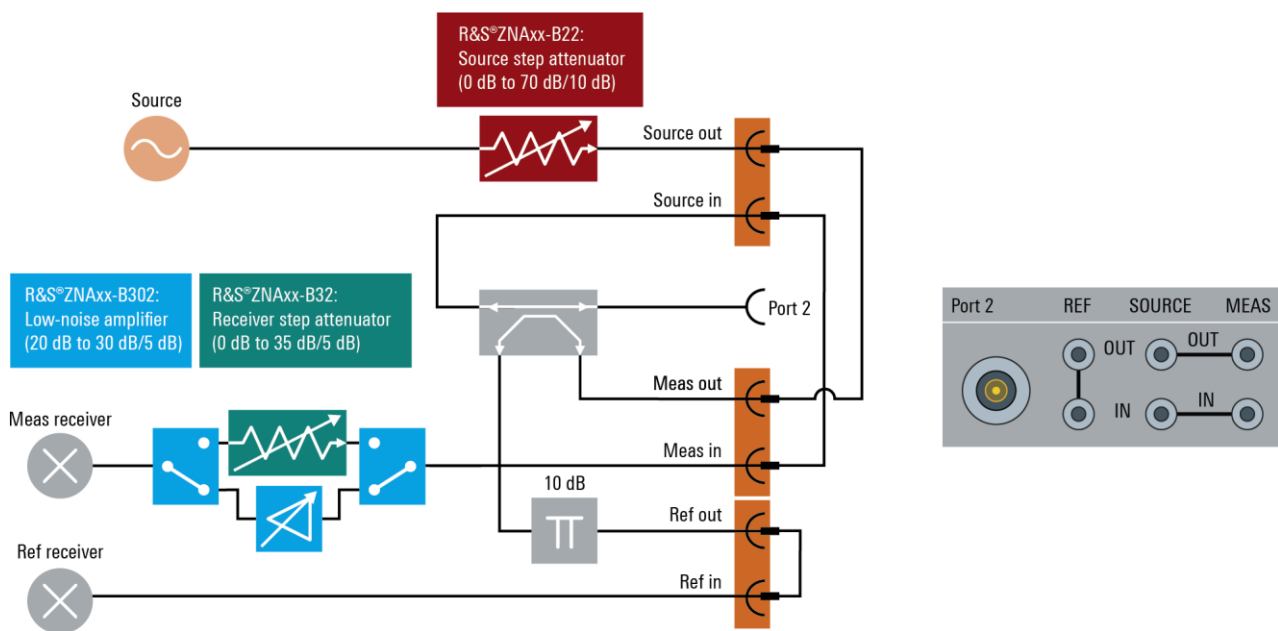 R&S®ZNAxx-B22:
Source step attenuator
(0 dB to 70 dB/10 dB)
Source
Source out
Source in
R&S®ZNAxx-B302:
Low-noise amplifier
(20 dB to 30 dB/5 dB)
R&S®ZNAxx-B32:
Receiver step attenuator
(0 dB to 35 dB/5 dB)
Port 2
Meas out
Meas receiver
Meas in
10 dB
Ref out
Ref receiver
Ref in
Port 2 REF SOURCE MEAS
OUT OUT
IN IN